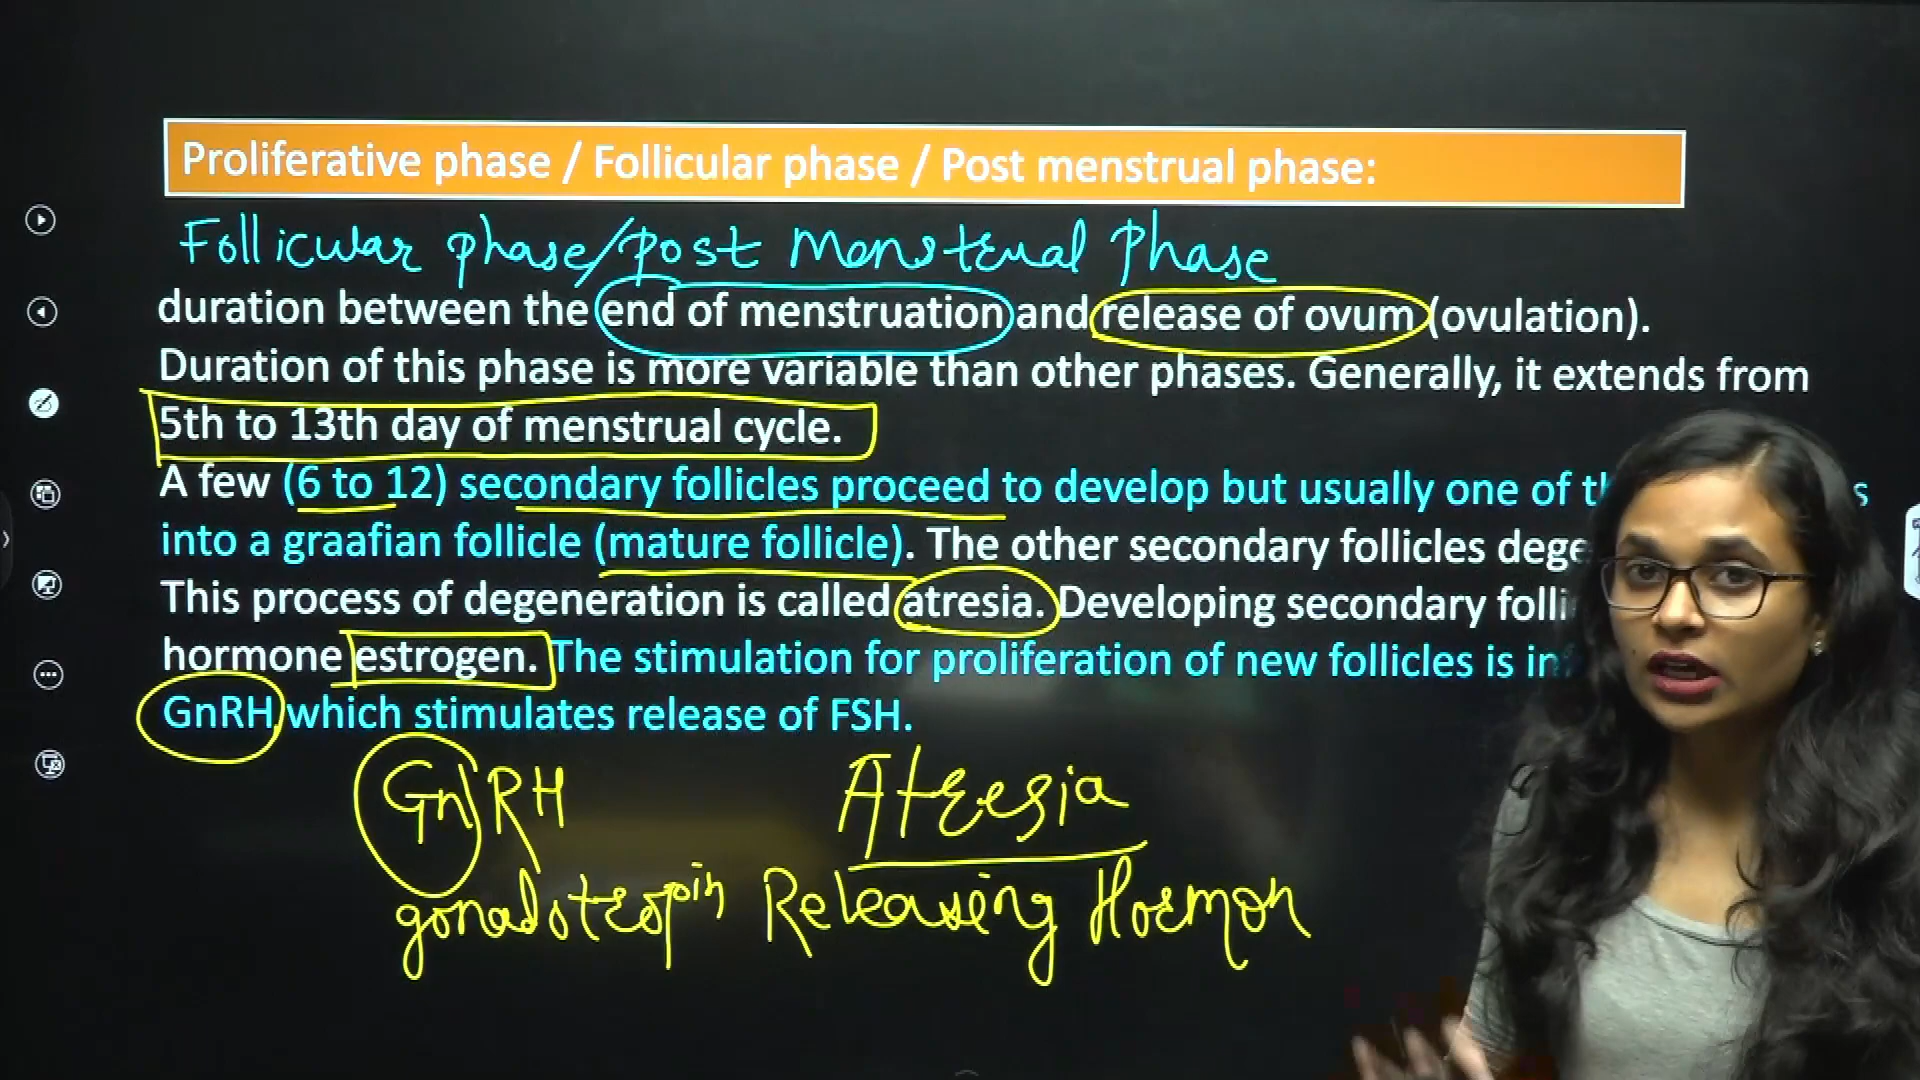 Proliferative phase / Follicular phase / Post menstrual phase:
Follicular phase/post Menstrual Phase
duration between the end of menstruation and release of ovum (ovulation).
Duration of this phase is more variable than other phases. Generally, it extends from
5th to 13th day of menstrual cycle.
A few (6 to 12) secondary follicles proceed to develop but usually one of
into a graafian follicle (mature follicle). The other secondary follicles
This process of degeneration is called atresia. Developing secondary
hormone estrogen. The stimulation for proliferation of new follicles is
GnRH which stimulates release of FSH.
GnRH Atresia
gonadotropin Releasing Hormon